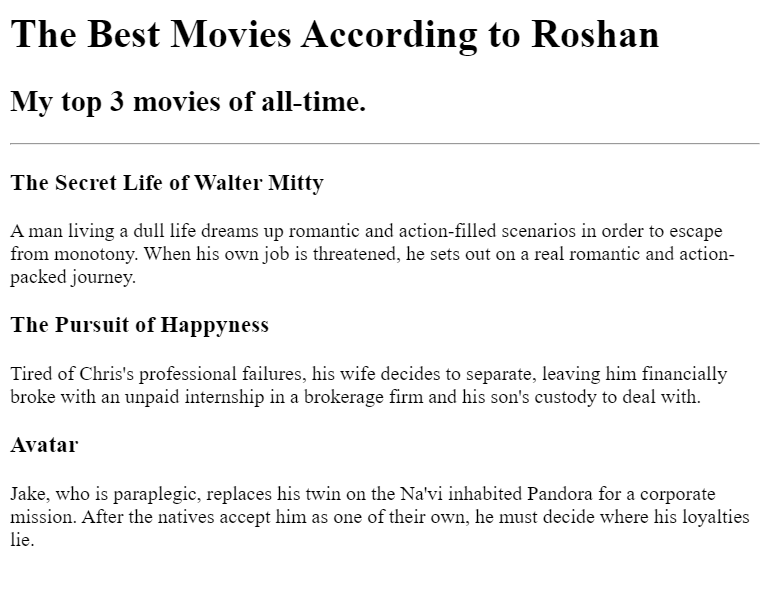 The Best Movies According to Roshan
My top 3 movies of all-time.
The Secret Life of Walter Mitty
A man living a dull life dreams up romantic and action-filled scenarios in order to escape
from monotony. When his own job is threatened, he sets out on a real romantic and action-
packed journey.
The Pursuit of Happyness
Tired of Chris's professional failures, his wife decides to separate, leaving him financially
broke with an unpaid internship in a brokerage firm and his son's custody to deal with.
Avatar
Jake, who is paraplegic, replaces his twin on the Na'vi inhabited Pandora for a corporate
mission. After the natives accept him as one of their own, he must decide where his loyalties
lie.